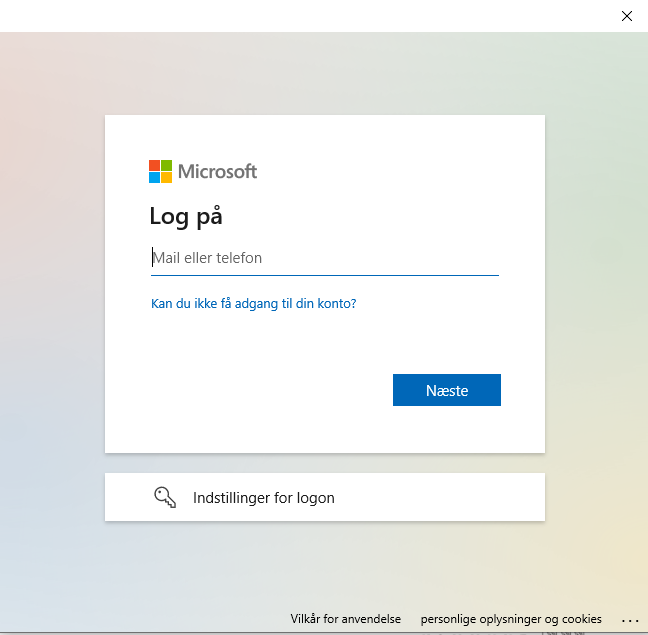 Microsoft
Log på
Mail eller telefon
Kan du ikke få adgang til din konto?
Næste
Indstillinger for logon
Vilkår for anvendelse personlige oplysninger og cookies ...